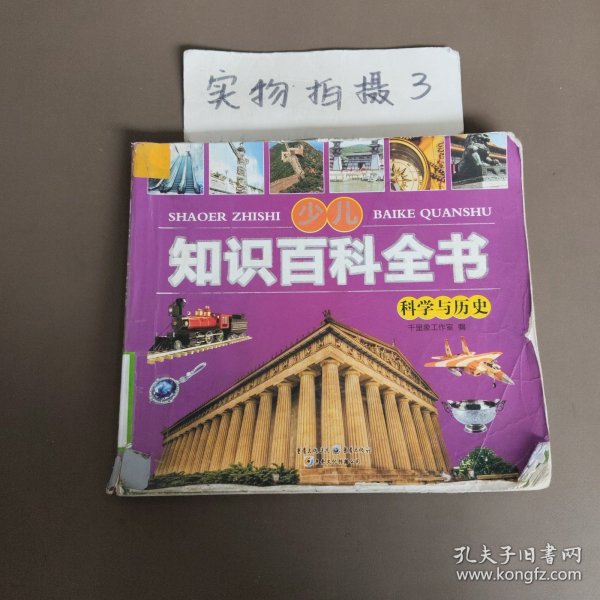 实物拍摄3
SHAOER ZHISHI 少儿 BAIKE QUANSHU
知识百科全书
科学与历史
千里象工作室 编
孔夫子旧书网
www.kongfz.com